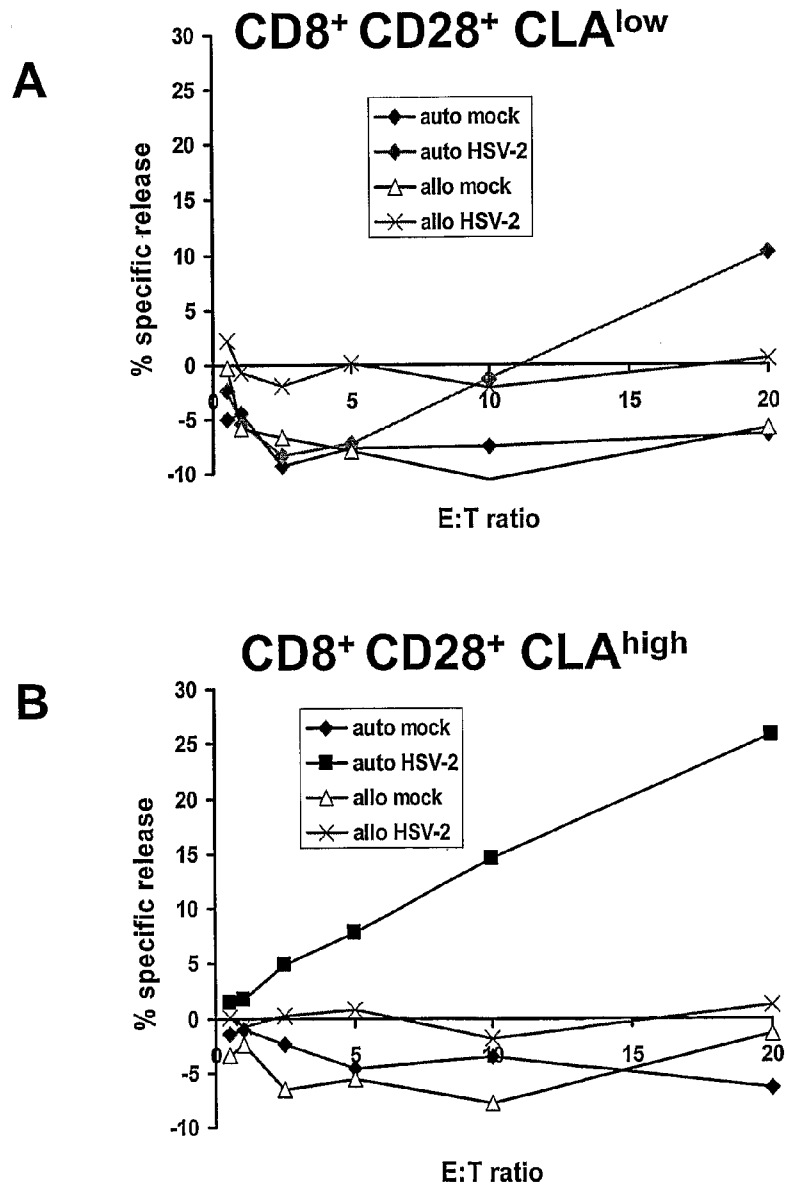 A
CD8+ CD28+ CLAlow
30
25
20
15
10
5
0
-5
-10
% specific release
auto mock
auto HSV-2
allo mock
allo HSV-2
0 5 10 15 20
E:T ratio
B
CD8+ CD28+ CLAhigh
30
25
20
15
10
5
0
-5
-10
% specific release
auto mock
auto HSV-2
allo mock
allo HSV-2
0 5 10 15 20
E:T ratio